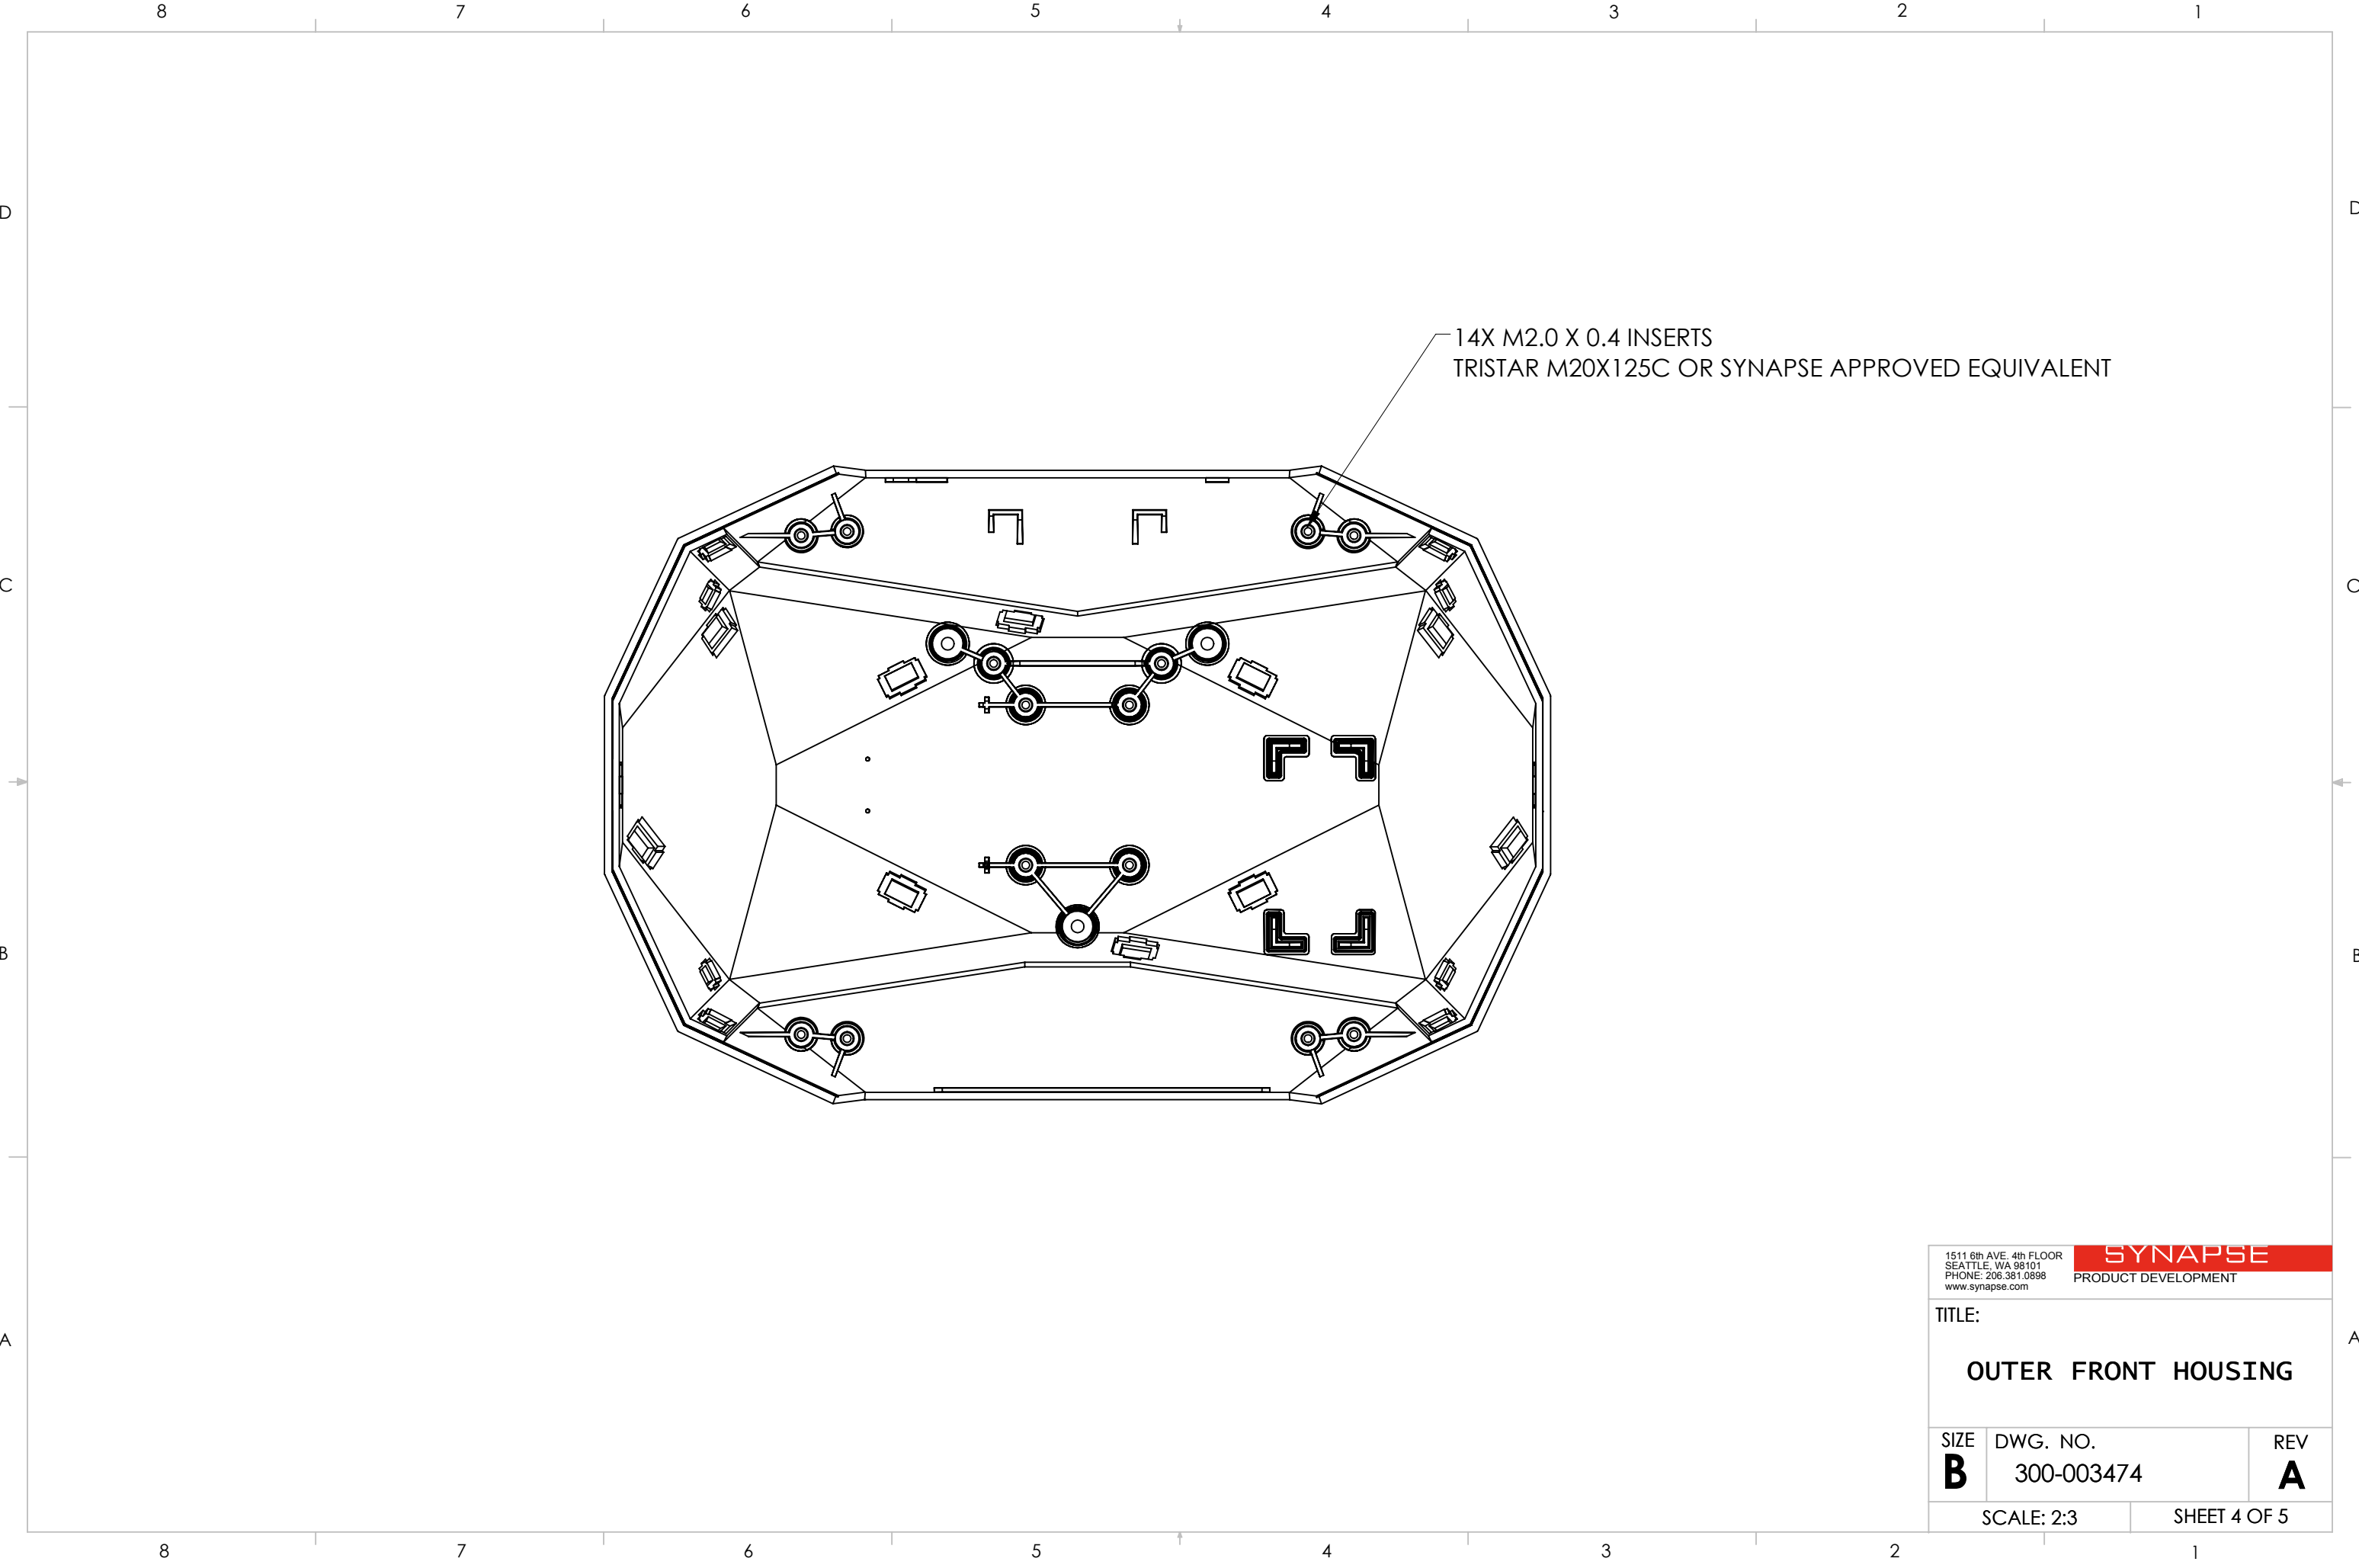 8 7 6 5 4 3 2 1
D D
14X M2.0 X 0.4 INSERTS
TRISTAR M20X125C OR SYNAPSE APPROVED EQUIVALENT
C C
B B
1511 6th AVE. 4th FLOOR
SEATTLE, WA 98101
PHONE: 206.381.0898
www.synapse.com
SYNAPSE
PRODUCT DEVELOPMENT
TITLE:
A A
OUTER FRONT HOUSING
SIZE
B
DWG. NO.
300-003474
REV
A
SCALE: 2:3
SHEET 4 OF 5
8 7 6 5 4 3 2 1